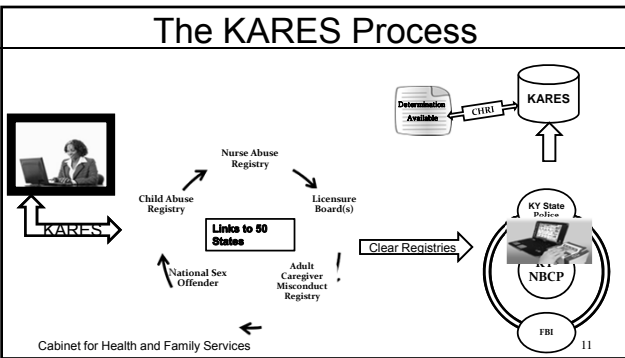 The KARES Process
KARES
Nurse Abuse
Registry
Licensure
Board(s)
Adult
Caregiver
Misconduct
Registry
National Sex
Offender
Child Abuse
Registry
Links to 50
States
Clear Registries
Determination
Available
CHRI
KARES
KY State
Police
NBCP
FBI
Cabinet for Health and Family Services
11